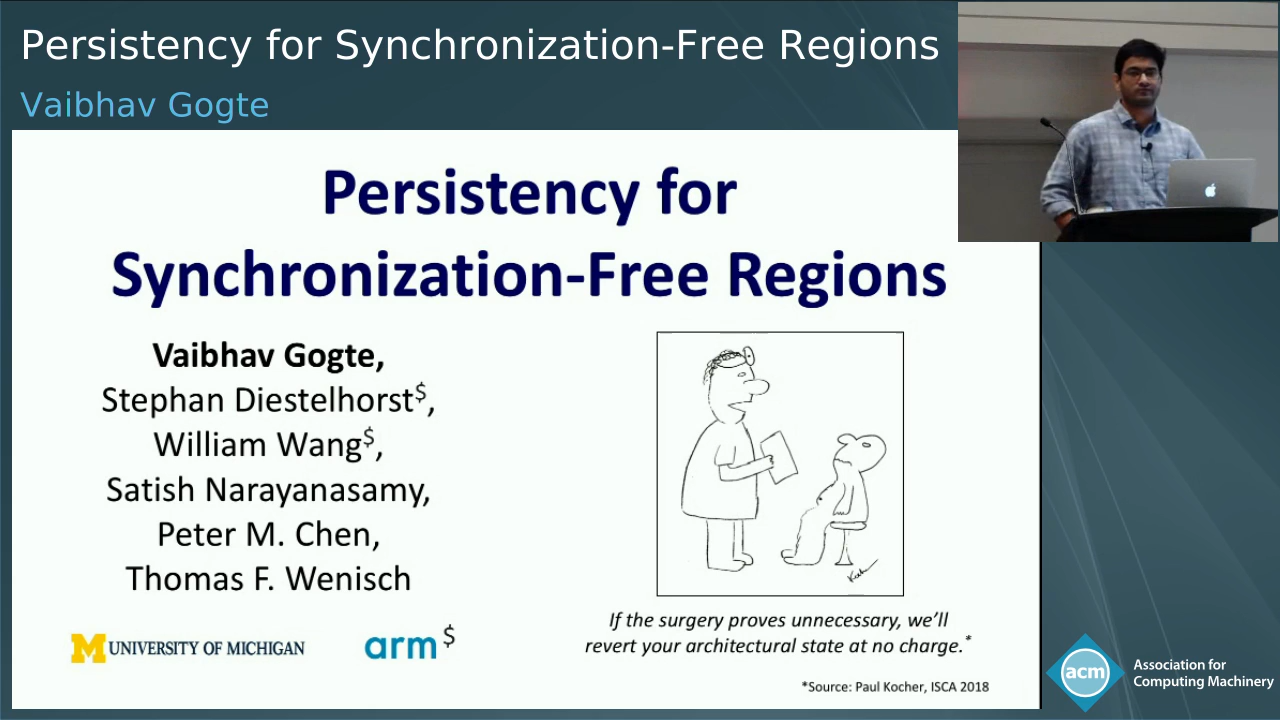 Persistency for Synchronization-Free Regions
Vaibhav Gogte
Persistency for
Synchronization-Free Regions
Vaibhav Gogte,
Stephan Diestelhorst$,
William Wang$,
Satish Narayanasamy,
Peter M. Chen,
Thomas F. Wenisch
M UNIVERSITY OF MICHIGAN
arm$
If the surgery proves unnecessary, we'll
revert your architectural state at no charge.*
*Source: Paul Kocher, ISCA 2018
acm
Association for
Computing Machinery